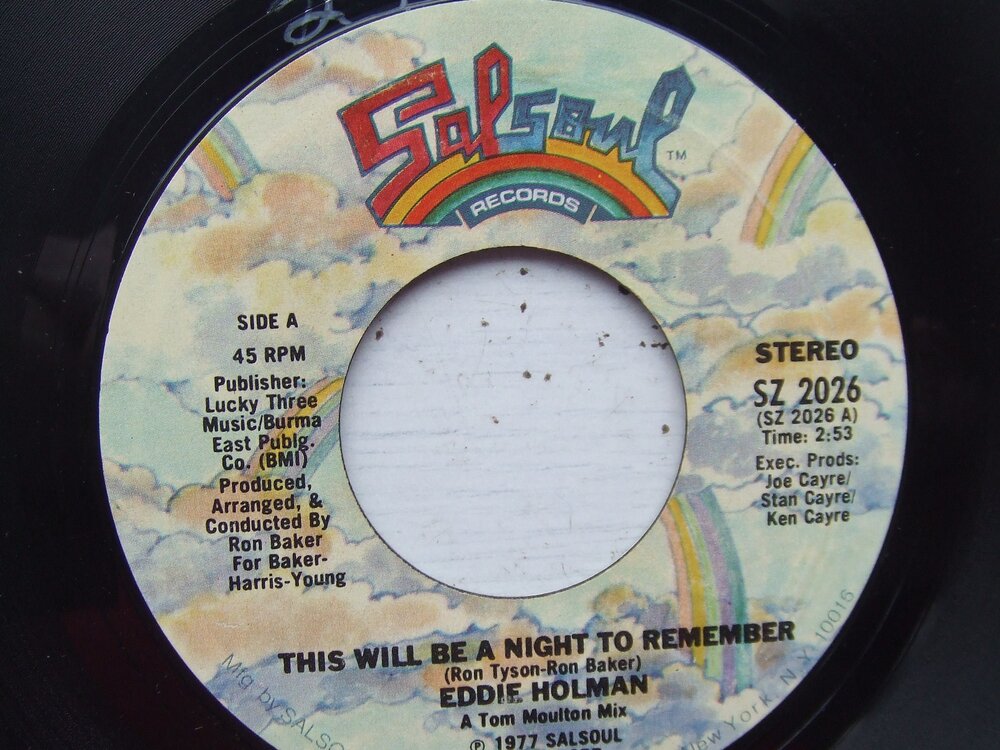 Salsoul
TM
RECORDS
SIDE A
45 RPM
Publisher:
Lucky Three
Music/Burma
East Publg.
Co. (BMI)
Produced,
Arranged, &
Conducted By
Ron Baker
For Baker-
Harris-Young
STEREO
SZ 2026
(SZ 2026 A)
Time: 2:53
Exec. Prods:
Joe Cayre/
Stan Cayre/
Ken Cayre
THIS WILL BE A NIGHT TO REMEMBER
(Ron Tyson-Ron Baker)
EDDIE HOLMAN
A Tom Moulton Mix
℗ 1977 SALSOUL
Mfg. by
New York, N.Y. 10016